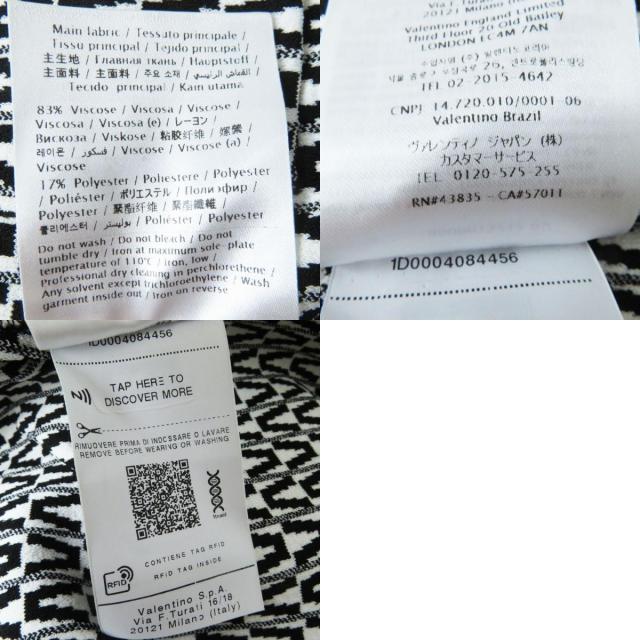 Main fabric / Tessuto principale /
Tissu principal / Tejido principal /
主生地 / Главная ткань / Hauptstoff /
主面料 / 主面料 / 주요 소재 / القماش الرئيسي /
Tecido principal / Kain utama
83% Viscose / Viscosa / Viscose /
Viscosa / Viscosa (e) / レーヨン /
Вискоза / Viskose / 粘胶纤维 / 嫘縈 /
레이온 / فسكوز / Viscose / Viscosa (a) /
Viscose
17% Polyester / Poliestere / Polyester
/ Poliéster / ポリエステル / Полиэфир /
Polyester / 聚酯纤维 / 聚酯纖維 /
폴리에스터 / بوليستر / Poliéster / Polyester
Do not wash / Do not bleach / Do not
tumble dry / Iron at maximum sole-plate
temperature of 110°C / Iron, low /
Professional dry cleaning in perchlorethene /
Any solvent except trichloroethylene / Wash
garment inside out / Iron on reverse
Via F. Turati
20121 Milano
Valentino England Limited
Third Floor 20 Old Bailey
LONDON EC4M 7AN
TEL 02-2015-4642
CNPJ 14.720.010/0001-06
Valentino Brazil
ヴァレンティノ ジャパン (株)
カスタマーサービス
TEL 0120-575-255
RN#43835 - CA#57011
1D0004084456
1D0004084456
TAP HERE TO
DISCOVER MORE
RIMUOVERE PRIMA DI INDOSSARE O LAVARE
REMOVE BEFORE WEARING OR WASHING
CONTIENE TAG RFID
RFID TAG INSIDE
RFID
Valentino S.p.A.
Via F. Turati 16/18
20121 Milano (Italy)